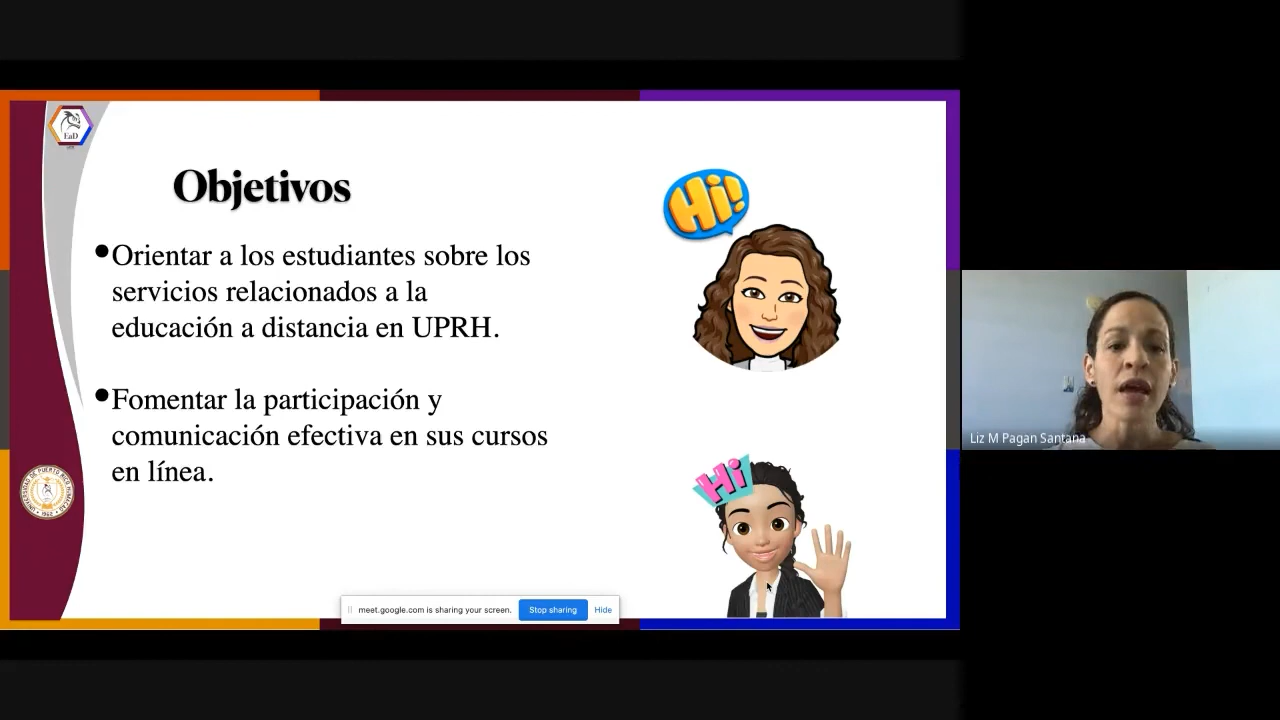 EaD
Objetivos
•Orientar a los estudiantes sobre los
servicios relacionados a la
educación a distancia en UPRH.
•Fomentar la participación y
comunicación efectiva en sus cursos
en línea.
Hi!
Hi
meet.google.com is sharing your screen.
Stop sharing
Hide
Liz M Pagan Santana